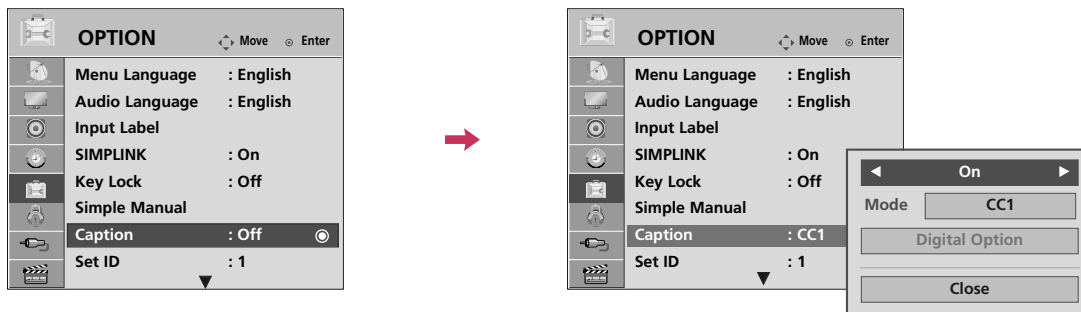 OPTION Move Enter
Menu Language : English
Audio Language : English
Input Label
SIMPLINK : On
Key Lock : Off
Simple Manual
Caption : Off
Set ID : 1
OPTION Move Enter
Menu Language : English
Audio Language : English
Input Label
SIMPLINK : On
Key Lock : Off
Simple Manual
Caption : CC1
Set ID : 1
On
Mode CC1
Digital Option
Close